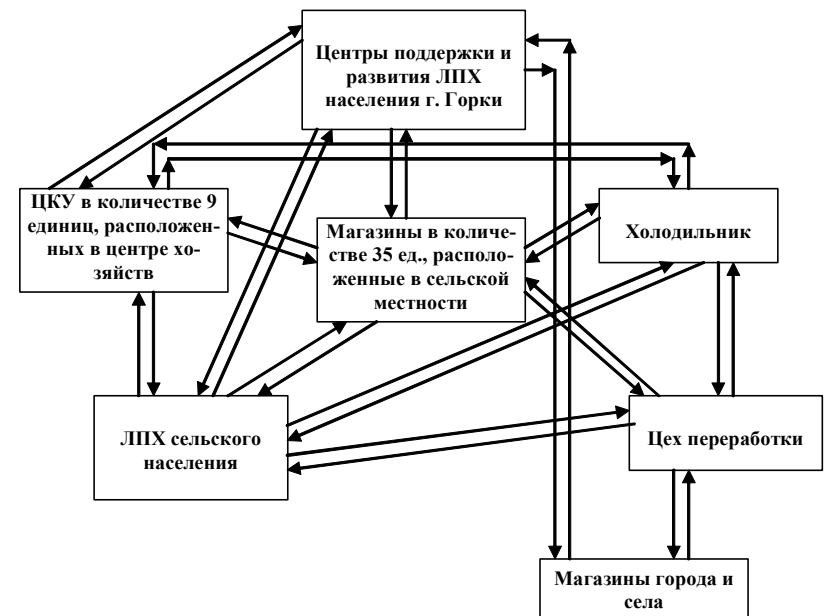 Центры поддержки и
развития ЛПХ
населения г. Горки
ЦКУ в количестве 9
единиц, расположен-
ных в центре хо-
зяйств
Магазины в количе-
стве 35 ед., располо-
женные в сельской
местности
Холодильник
ЛПХ сельского
населения
Цех переработки
Магазины города и
села